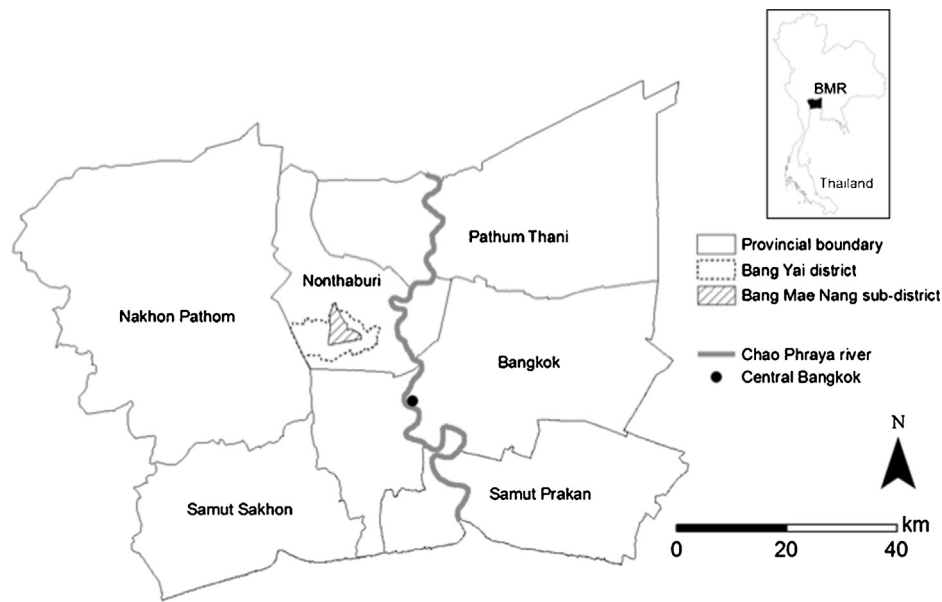 BMR
Thailand
Pathum Thani
Provincial boundary
Bang Yai district
Bang Mae Nang sub-district
Nonthaburi
Nakhon Pathom
Bangkok
Chao Phraya river
Central Bangkok
N
Samut Prakan
Samut Sakhon
km
0 20 40